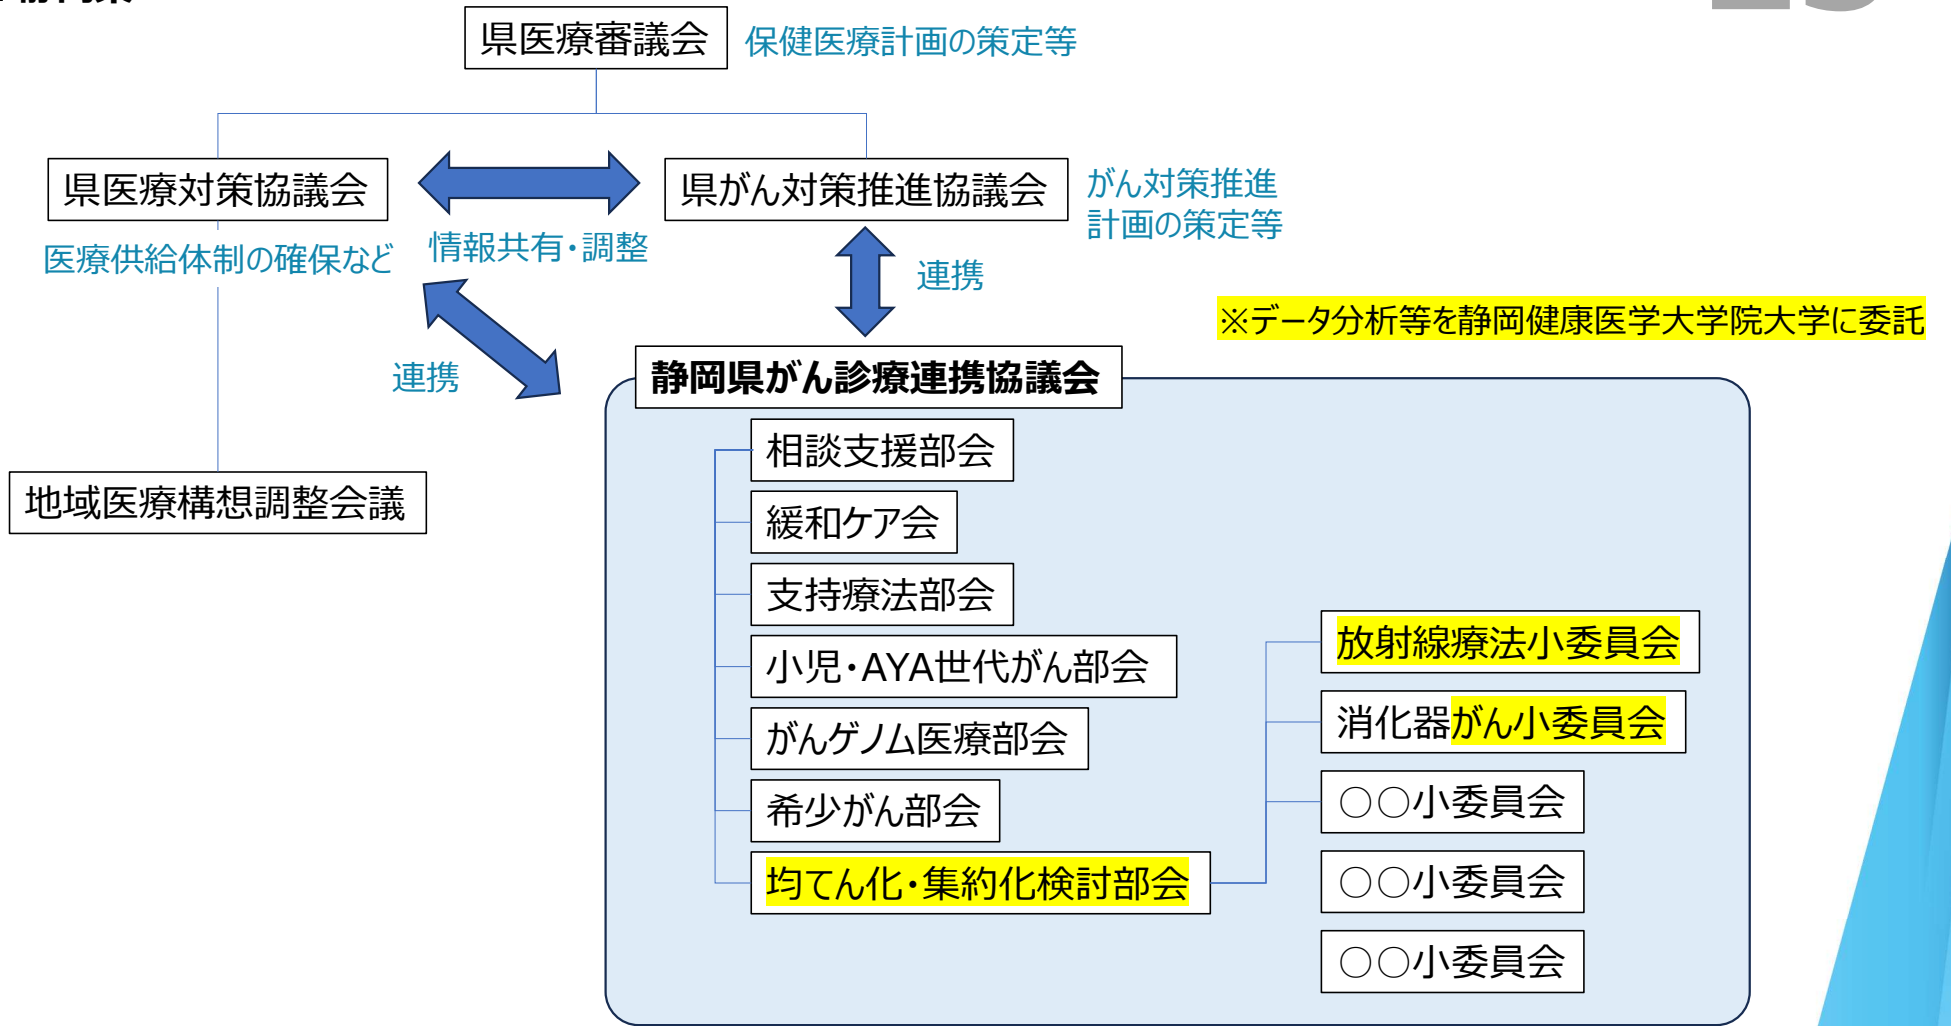 県医療審議会
保健医療計画の策定等
県医療対策協議会
県がん対策推進協議会
がん対策推進
計画の策定等
医療供給体制の確保など
情報共有・調整
連携
※データ分析等を静岡健康医学大学院大学に委託
連携
静岡県がん診療連携協議会
相談支援部会
地域医療構想調整会議
緩和ケア会
支持療法部会
小児・AYA世代がん部会
がんゲノム医療部会
希少がん部会
均てん化・集約化検討部会
放射線療法小委員会
消化器がん小委員会
○○小委員会
○○小委員会
○○小委員会